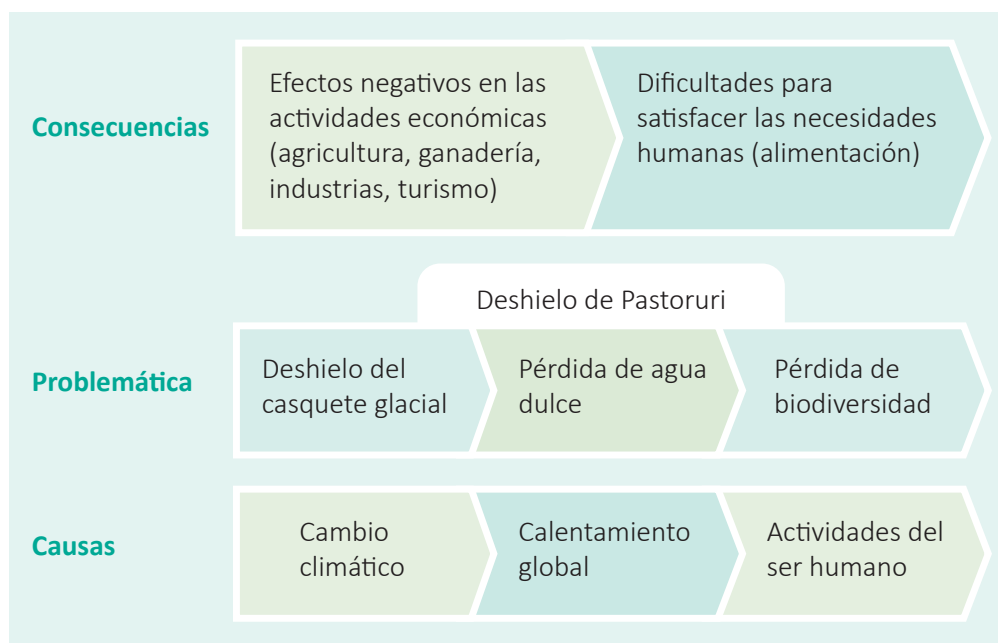 Consecuencias
Efectos negativos en las
actividades económicas
(agricultura, ganadería,
industrias, turismo)
Dificultades para
satisfacer las necesidades
humanas (alimentación)
Deshielo de Pastoruri
Problemática
Deshielo del
casquete glacial
Pérdida de agua
dulce
Pérdida de
biodiversidad
Causas
Cambio
climático
Calentamiento
global
Actividades del
ser humano